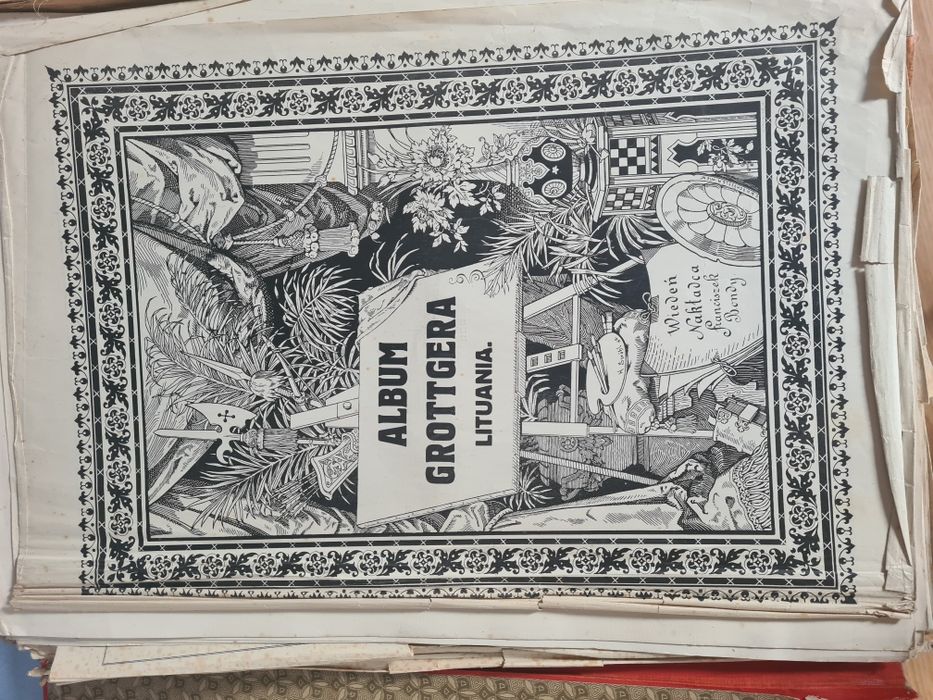 ALBUM
GROTTGERA
LITUANIA.
Wiedeń
Nakładca
Franciszek
Bondy